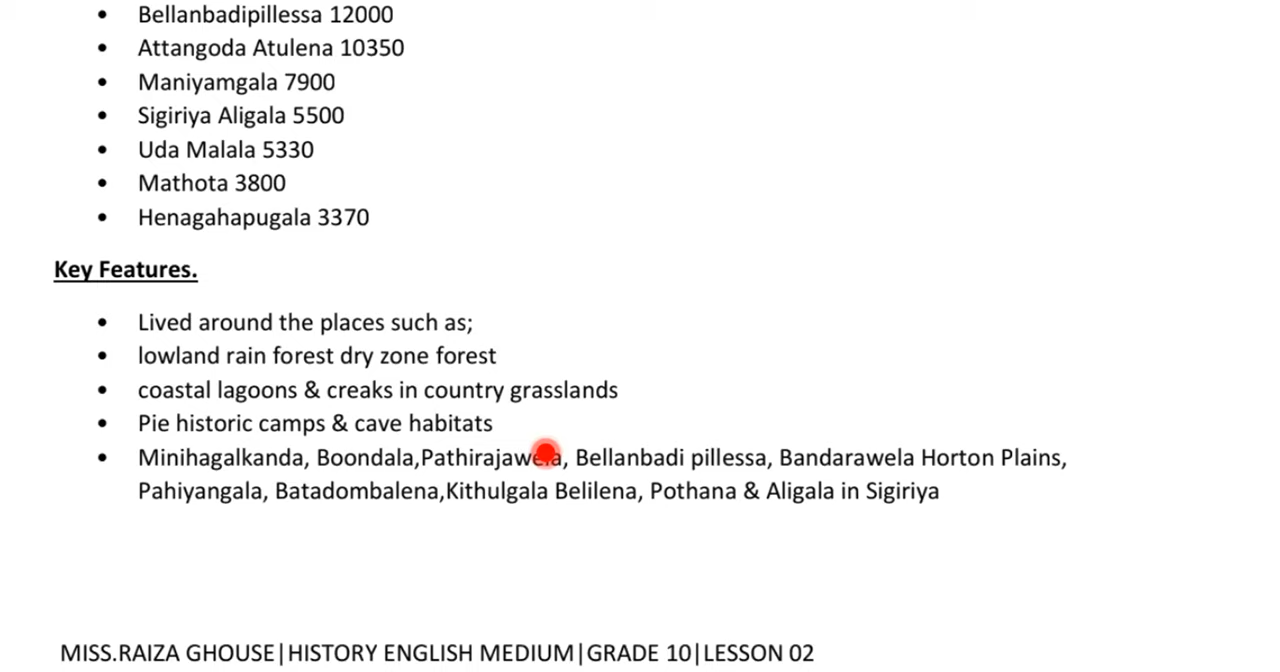 • Bellanbadipillessa 12000
• Attangoda Atulena 10350
• Maniyamgala 7900
• Sigiriya Aligala 5500
• Uda Malala 5330
• Mathota 3800
• Henagahapugala 3370
Key Features.
• Lived around the places such as;
• lowland rain forest dry zone forest
• coastal lagoons & creaks in country grasslands
• Pie historic camps & cave habitats
• Minihagalkanda, Boondala,Pathirajawela, Bellanbadi pillessa, Bandarawela Horton Plains,
Pahiyangala, Batadombalena,Kithulgala Belilena, Pothana & Aligala in Sigiriya
MISS.RAIZA GHOUSE|HISTORY ENGLISH MEDIUM|GRADE 10|LESSON 02